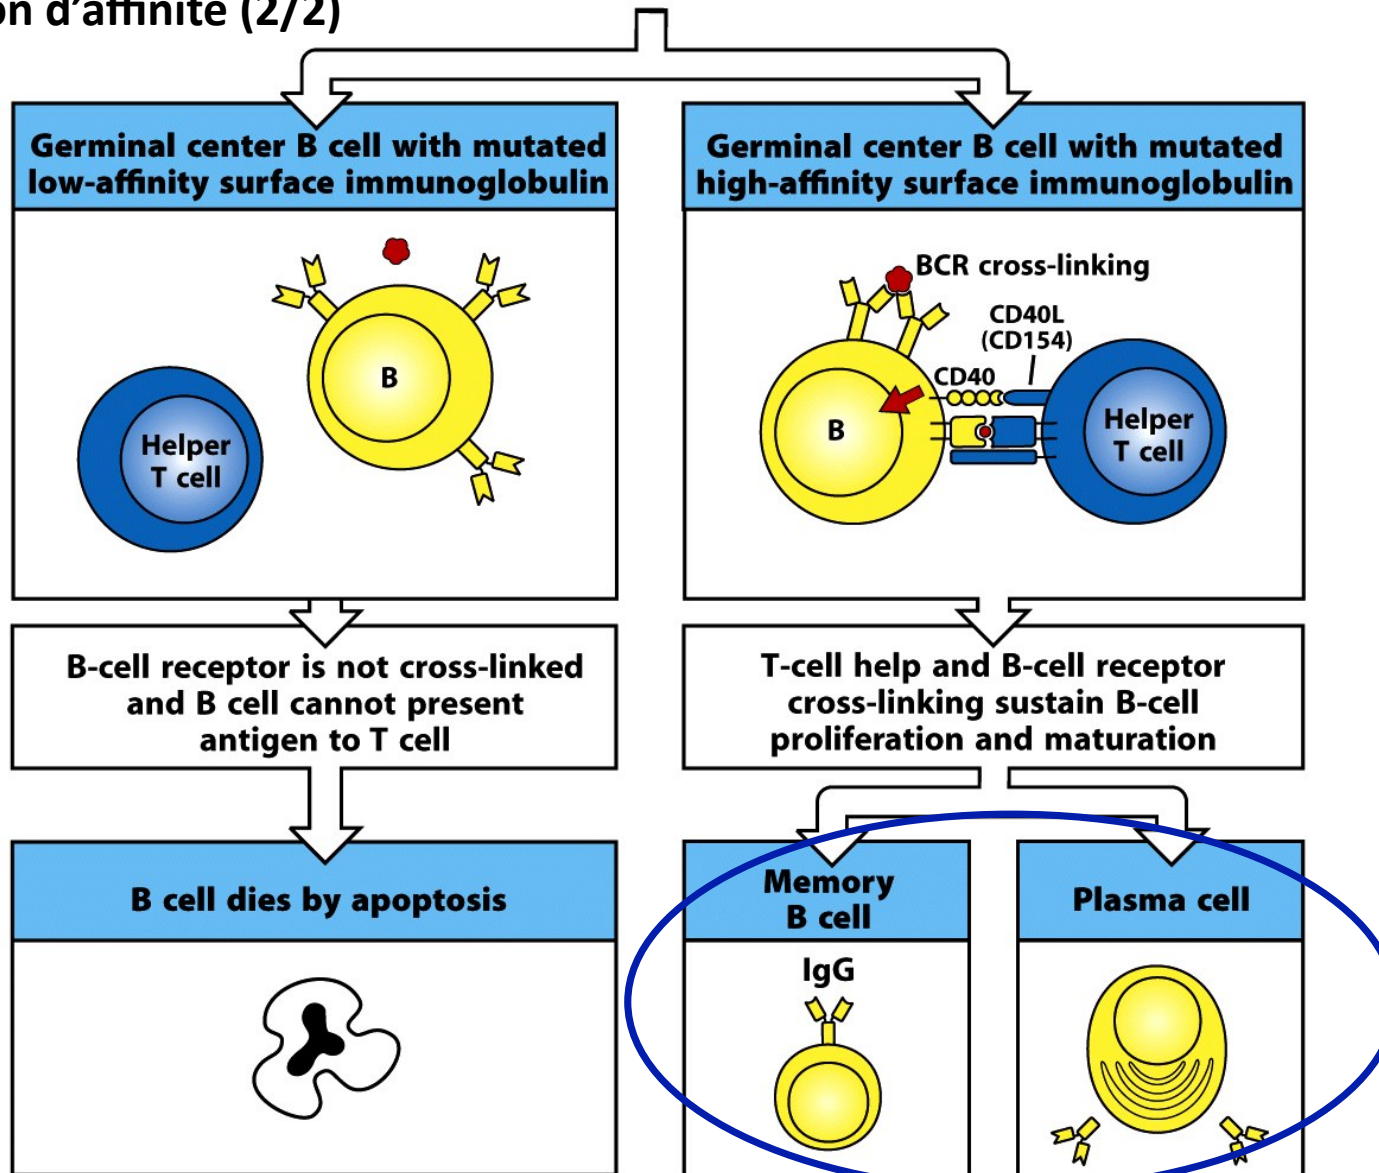 on d'affinité (2/2)
Germinal center B cell with mutated
low-affinity surface immunoglobulin
B
Helper
T cell
B-cell receptor is not cross-linked
and B cell cannot present
antigen to T cell
B cell dies by apoptosis
Germinal center B cell with mutated
high-affinity surface immunoglobulin
BCR cross-linking
CD40L
(CD154)
CD40
B
Helper
T cell
T-cell help and B-cell receptor
cross-linking sustain B-cell
proliferation and maturation
Memory
B cell
IgG
Plasma cell